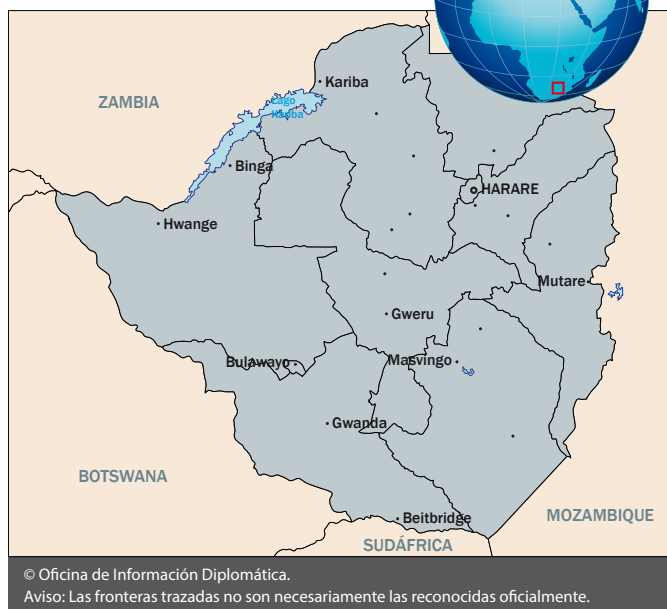 Kariba
ZAMBIA
Lago
Kariba
Binga
HARARE
Hwange
Mutare
Gweru
Bulawayo
Masvingo
Gwanda
BOTSWANA
MOZAMBIQUE
Beitbridge
SUDÁFRICA
© Oficina de Información Diplomática.
Aviso: Las fronteras trazadas no son necesariamente las reconocidas oficialmente.